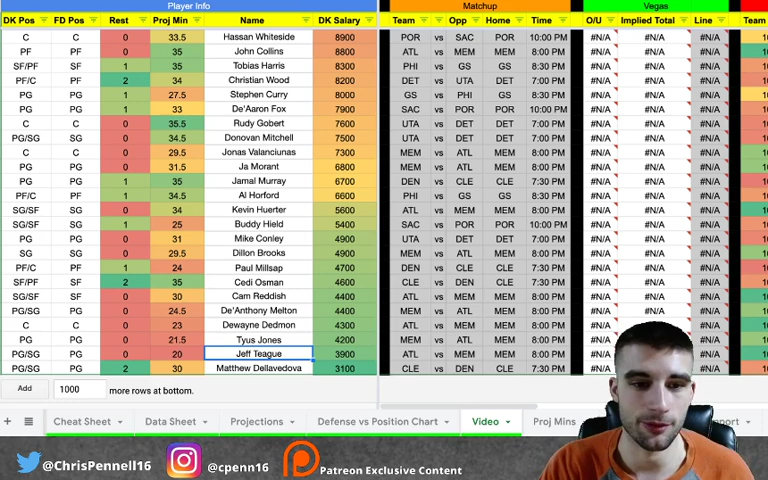 Player Info Matchup Vegas
DK Pos FD Pos Rest Proj Min Name DK Salary Team Opp Home Time O/U Implied Total Line Team
C C 0 33.5 Hassan Whiteside 8900 POR vs SAC POR 10:00 PM #N/A #N/A #N/A
PF PF 0 35 John Collins 8800 ATL vs MEM MEM 8:00 PM #N/A #N/A #N/A
SF/PF SF 1 35 Tobias Harris 8300 PHI vs GS GS 8:30 PM #N/A #N/A #N/A
PF/C PF 2 34 Christian Wood 8200 DET vs UTA DET 7:00 PM #N/A #N/A #N/A
PG PG 1 27.5 Stephen Curry 8000 GS vs PHI GS 8:30 PM #N/A #N/A #N/A
PG PG 1 33 De'Aaron Fox 7900 SAC vs POR POR 10:00 PM #N/A #N/A #N/A
C C 0 35.5 Rudy Gobert 7600 UTA vs DET DET 7:00 PM #N/A #N/A #N/A
PG/SG SG 0 34.5 Donovan Mitchell 7500 UTA vs DET DET 7:00 PM #N/A #N/A #N/A
C C 0 29.5 Jonas Valanciunas 7300 MEM vs ATL MEM 8:00 PM #N/A #N/A #N/A
PG PG 0 31.5 Ja Morant 6800 MEM vs ATL MEM 8:00 PM #N/A #N/A #N/A
PG PG 1 35 Jamal Murray 6700 DEN vs CLE CLE 7:30 PM #N/A #N/A #N/A
PF/C PF 1 34 Al Horford 6600 PHI vs GS GS 8:30 PM #N/A #N/A #N/A
SG/SF SG 0 34 Kevin Huerter 5600 ATL vs MEM MEM 8:00 PM #N/A #N/A #N/A
SG/SF SG 1 25 Buddy Hield 5400 SAC vs POR POR 10:00 PM #N/A #N/A #N/A
PG PG 0 31 Mike Conley 4900 UTA vs DET DET 7:00 PM #N/A #N/A #N/A
SG SG 0 29.5 Dillon Brooks 4900 MEM vs ATL MEM 8:00 PM #N/A #N/A #N/A
PF/C PF 1 24 Paul Millsap 4700 DEN vs CLE CLE 7:30 PM #N/A #N/A #N/A
SF/PF SF 2 35 Cedi Osman 4600 CLE vs DEN CLE 7:30 PM #N/A #N/A #N/A
SG/SF SF 0 30 Cam Reddish 4400 ATL vs MEM MEM 8:00 PM #N/A #N/A #N/A
PG/SG PG 0 24.5 De'Anthony Melton 4400 MEM vs ATL MEM 8:00 PM #N/A #N/A #N/A
C C 0 23 Dewayne Dedmon 4300 ATL vs MEM MEM 8:00 PM #N/A #N/A
PG PG 0 21.5 Tyus Jones 4200 MEM vs ATL MEM 8:00 PM #N/A
PG/SG PG 0 20 Jeff Teague 3900 ATL vs MEM MEM 8:00 PM #N/A
PG/SG PG 2 30 Matthew Dellavedova 3100 CLE vs DEN CLE 7:30 PM #N/A
Add 1000 more rows at bottom.
Cheat Sheet Data Sheet Projections Defense vs Position Chart Video Proj Mins
@ChrisPennell16 @cpenn16 Patreon Exclusive Content